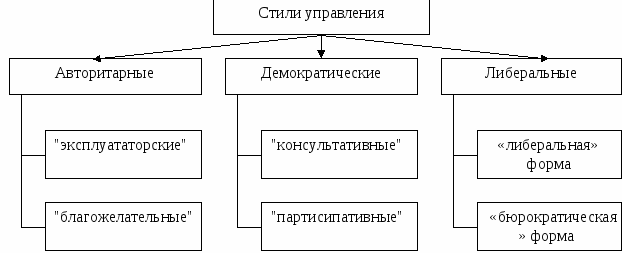 Стили управления
Авторитарные
Демократические
Либеральные
"эксплуататорские"
"консультативные"
«либеральная»
форма
"благожелательные"
"партисипативные"
«бюрократическая
» форма